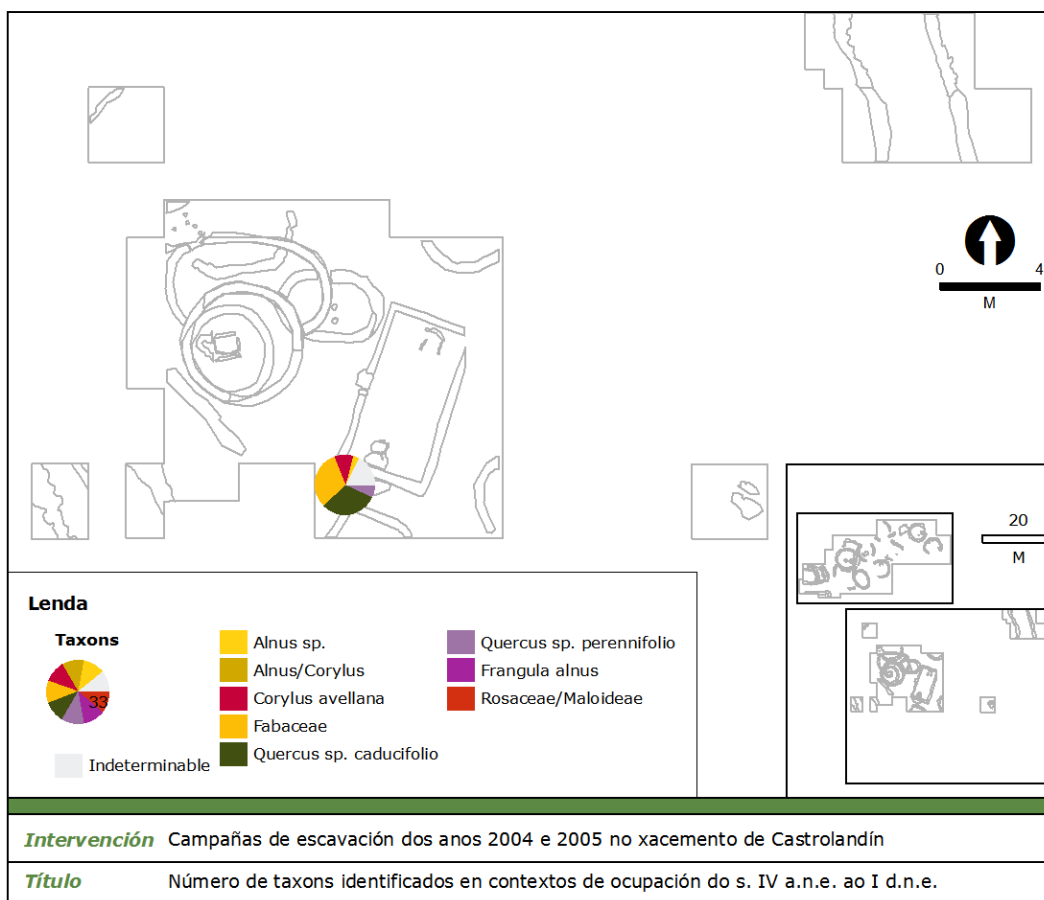 0 4
M
20
M
Lenda
Taxons
33
Indeterminable
Alnus sp.
Alnus/Corylus
Corylus avellana
Fabaceae
Quercus sp. caducifolio
Quercus sp. perennifolio
Frangula alnus
Rosaceae/Maloideae
Intervención Campañas de escavación dos anos 2004 e 2005 no xacemento de Castrolandín
Título Número de taxons identificados en contextos de ocupación do s. IV a.n.e. ao I d.n.e.